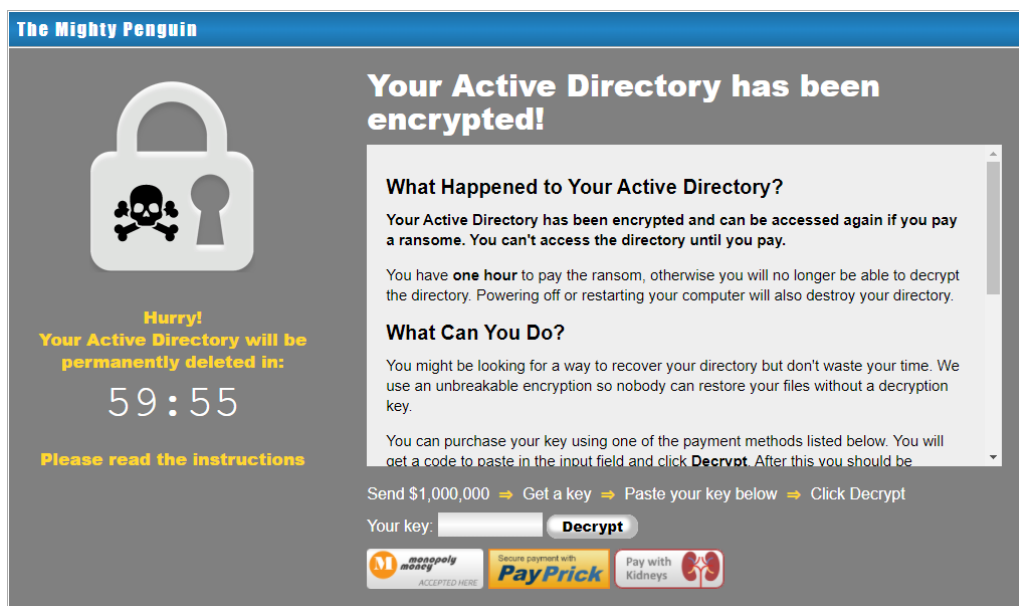 The Mighty Penguin
Your Active Directory has been
encrypted!
What Happened to Your Active Directory?
Your Active Directory has been encrypted and can be accessed again if you pay
a ransome. You can't access the directory until you pay.
You have one hour to pay the ransom, otherwise you will no longer be able to decrypt
the directory. Powering off or restarting your computer will also destroy your directory.
What Can You Do?
You might be looking for a way to recover your directory but don't waste your time. We
use an unbreakable encryption so nobody can restore your files without a decryption
key.
You can purchase your key using one of the payment methods listed below. You will
get a code to paste in the input field and click Decrypt. After this you should be
Hurry!
Your Active Directory will be
permanently deleted in:
59:55
Please read the instructions
Send $1,000,000 ⇒ Get a key ⇒ Paste your key below ⇒ Click Decrypt
Your key:
Decrypt
M monopoly
money
ACCEPTED HERE
Secure payment with
PayPrick
Pay with
Kidneys